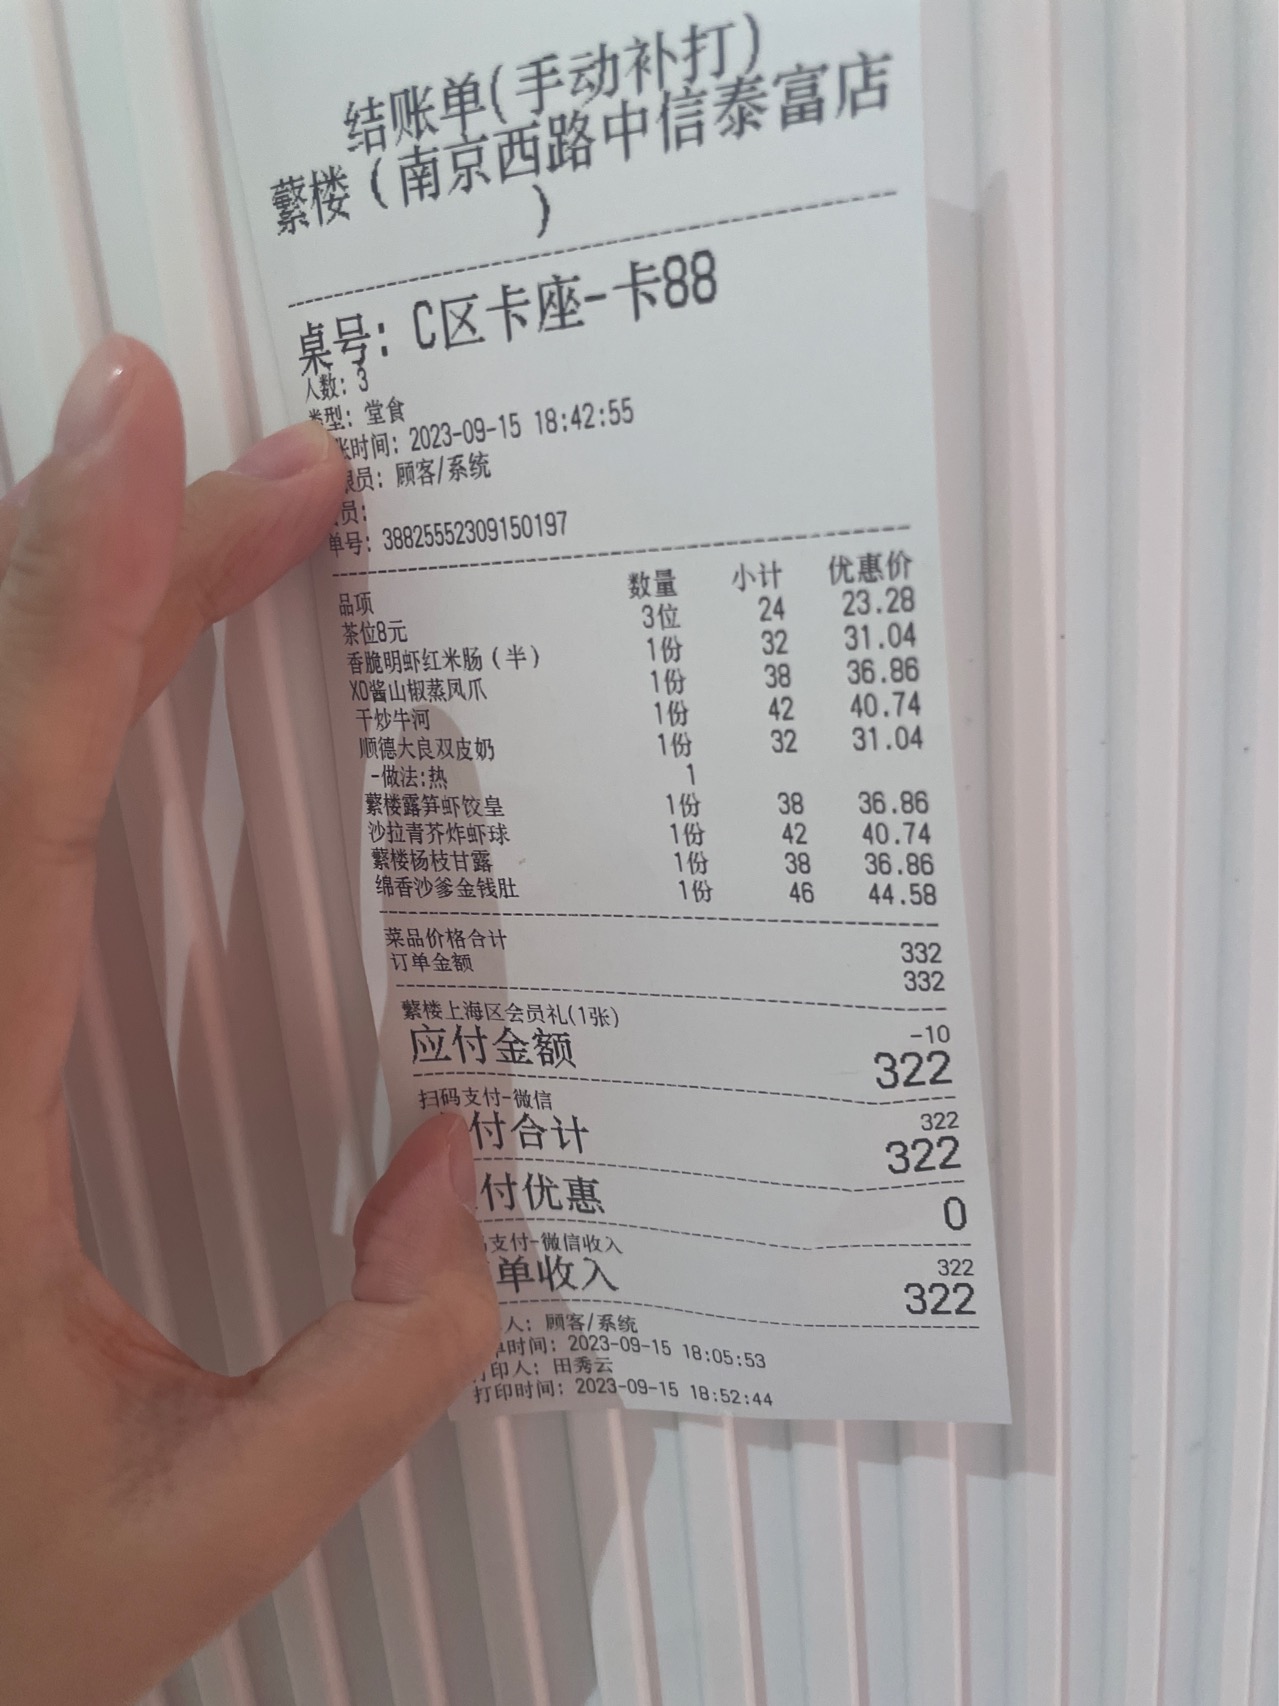 结账单(手动补打)
蘩楼（南京西路中信泰富店
）
桌号: C区卡座-卡88
人数: 3
类型: 堂食
账时间: 2023-09-15 18:42:55
银员: 顾客/系统
员:
单号: 38825552309150197
品项 数量 小计 优惠价
茶位8元 3位 24 23.28
香脆明虾红米肠（半） 1份 32 31.04
XO酱山椒蒸凤爪 1份 38 36.86
干炒牛河 1份 42 40.74
顺德大良双皮奶 1份 32 31.04
-做法:热 1
蘩楼露笋虾饺皇 1份 38 36.86
沙拉青芥炸虾球 1份 42 40.74
蘩楼杨枝甘露 1份 38 36.86
绵香沙爹金钱肚 1份 46 44.58
菜品价格合计 332
订单金额 332
蘩楼上海区会员礼(1张) -10
应付金额 322
扫码支付-微信 322
付合计 322
付优惠 0
支付-微信收入 322
单收入 322
人: 顾客/系统
单时间: 2023-09-15 18:05:53
印人: 田秀云
打印时间: 2023-09-15 18:52:44